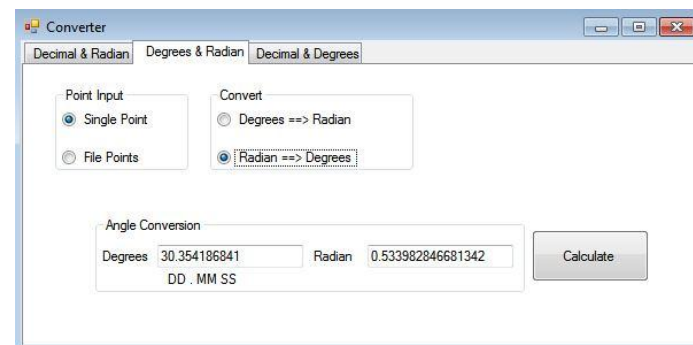 Converter
Decimal & Radian Degrees & Radian Decimal & Degrees
Point Input Convert
Single Point Degrees ==> Radian
File Points Radian ==> Degrees
Angle Conversion
Degrees 30.354186841 Radian 0.533982846681342 Calculate
DD . MM SS